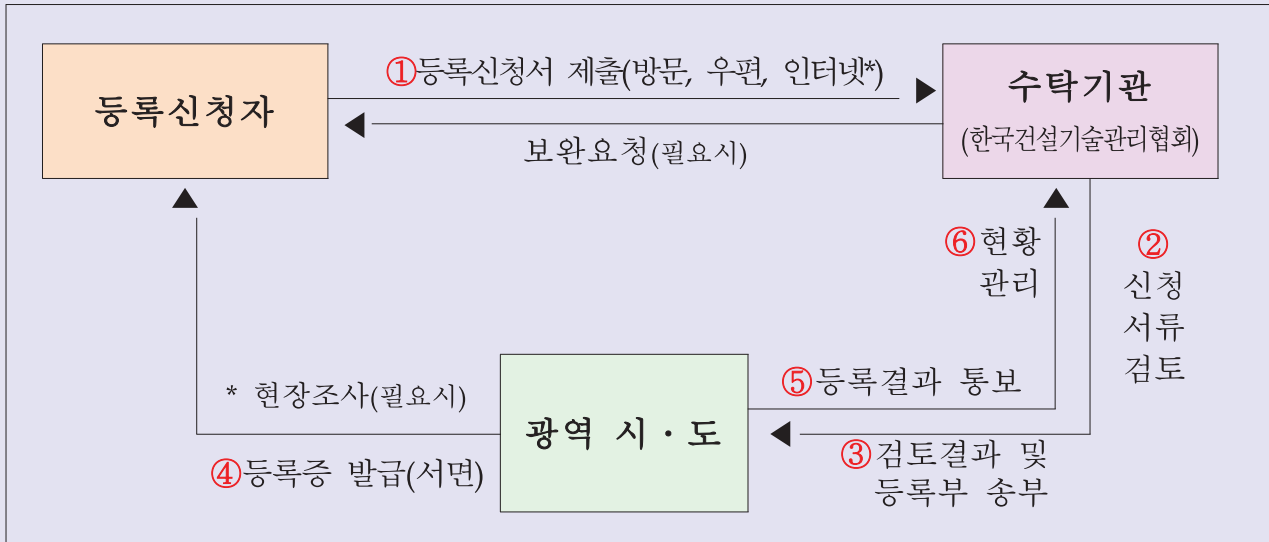 ①등록신청서 제출(방문, 우편, 인터넷*)
등록신청자
수탁기관
(한국건설기술관리협회)
보완요청(필요시)
⑥현황
관리
②
신청
서류
검토
* 현장조사(필요시)
④등록증 발급(서면)
광역 시·도
⑤등록결과 통보
③검토결과 및
등록부 송부